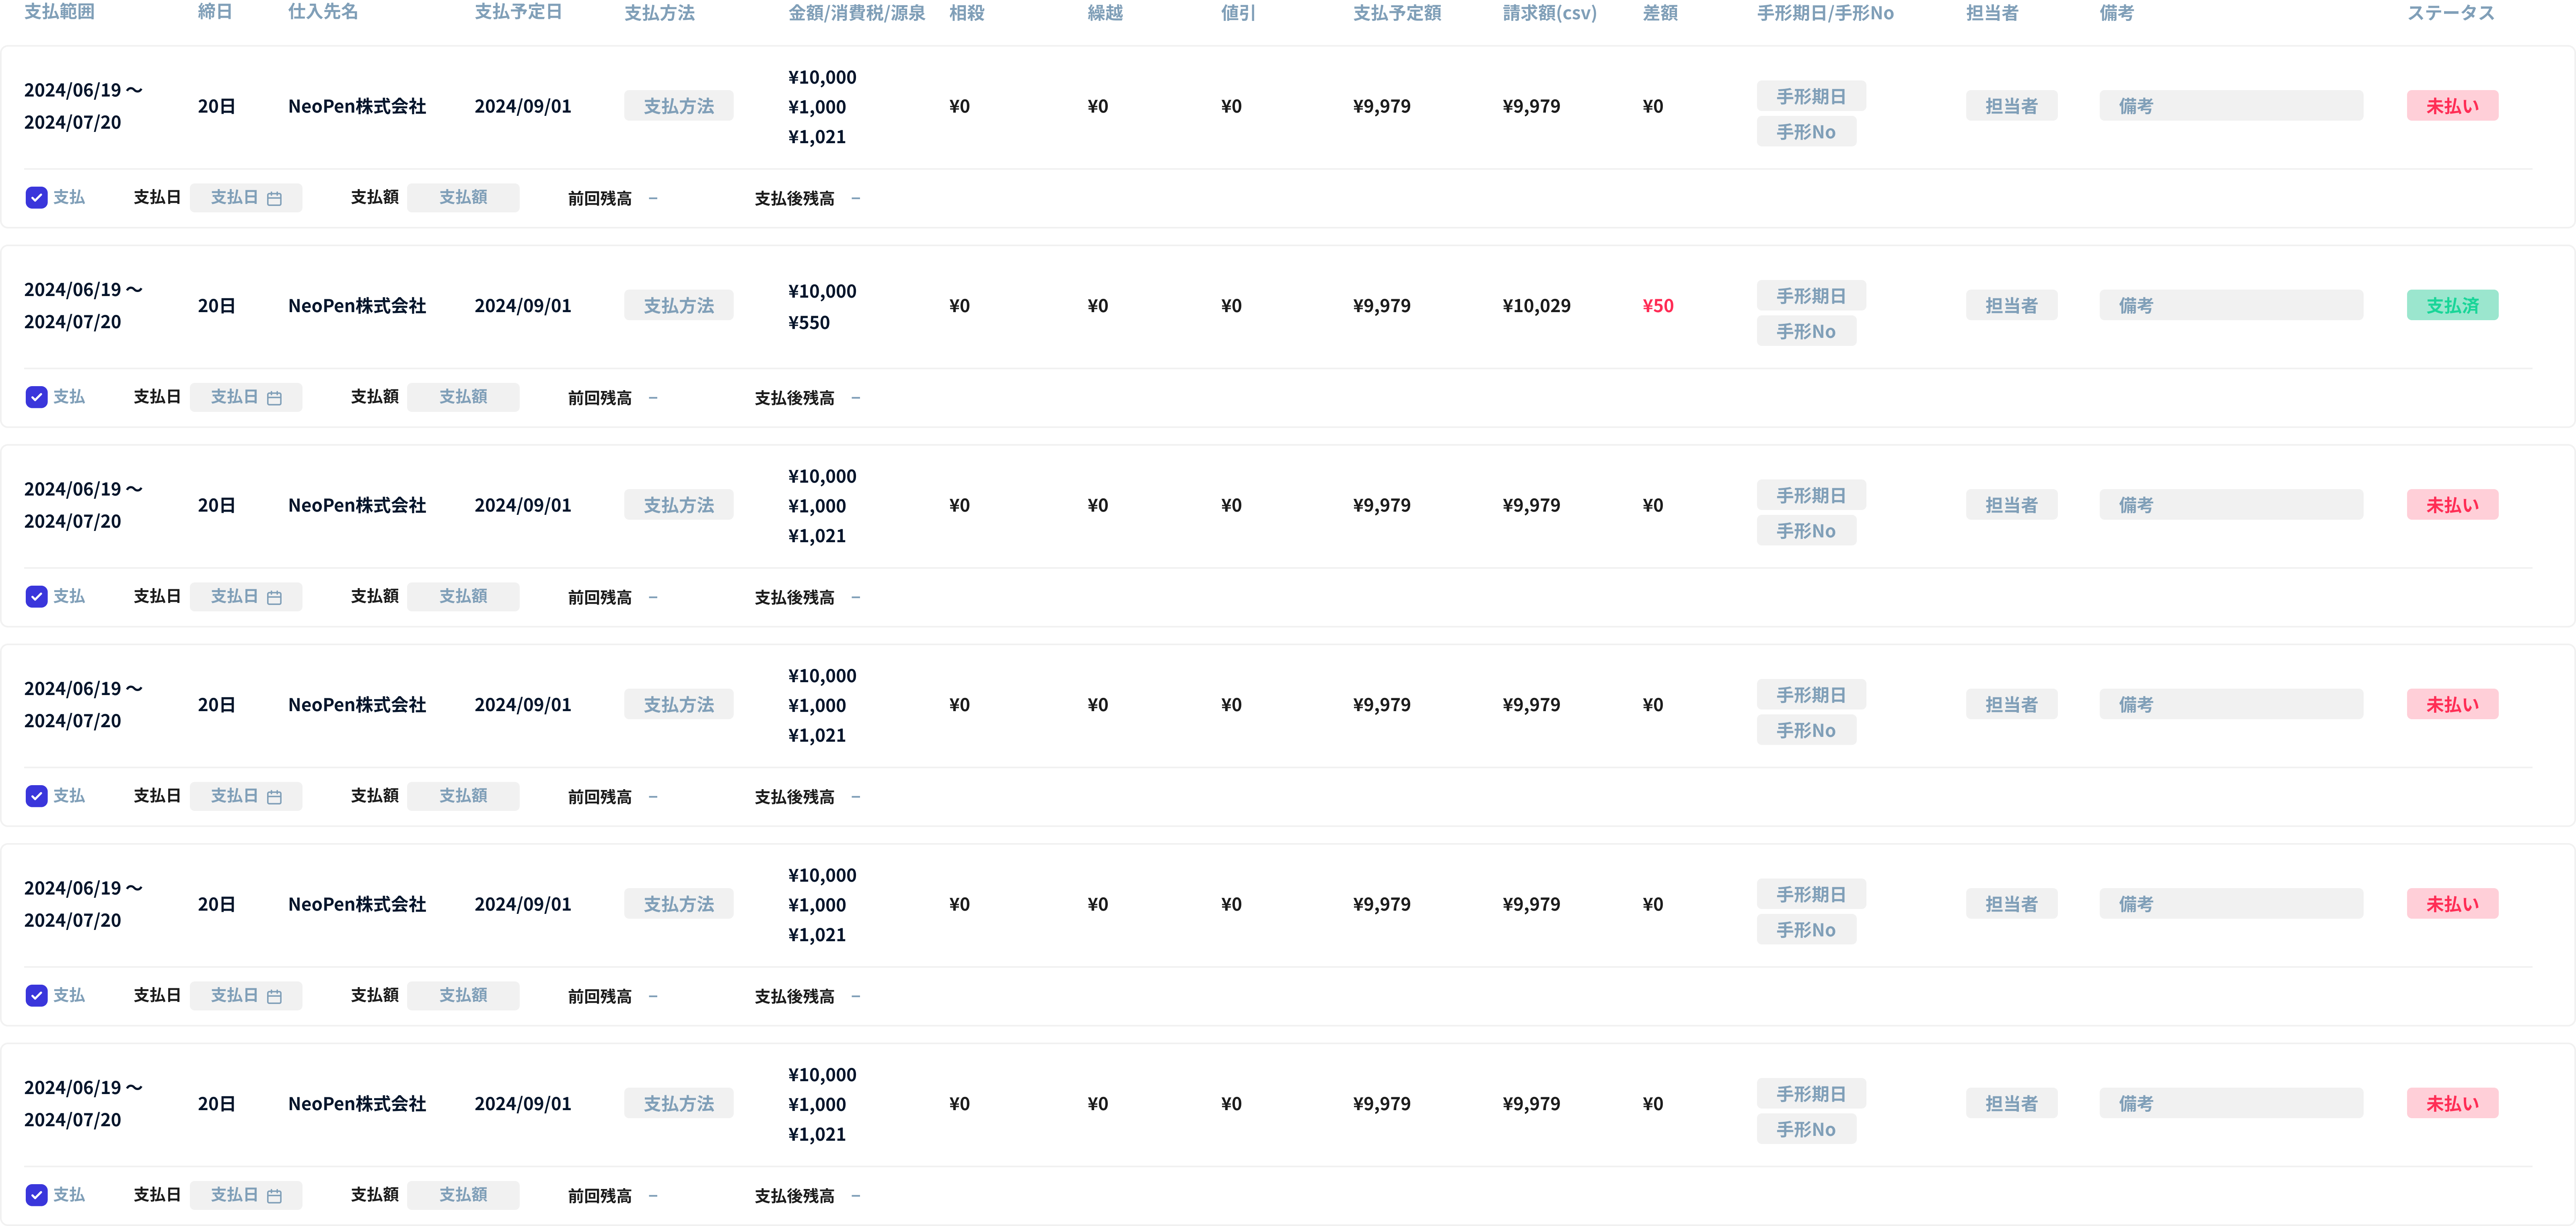 支払範囲 締日 仕入先名 支払予定日 支払方法 金額/消費税/源泉 相殺 繰越 値引 支払予定額 請求額(csv) 差額 手形期日/手形No 担当者 備考 ステータス
2024/06/19 〜
2024/07/20
20日 NeoPen株式会社 2024/09/01 支払方法
¥10,000
¥1,000
¥1,021
¥0 ¥0 ¥0 ¥9,979 ¥9,979 ¥0
手形期日
手形No
担当者 備考 未払い
支払 支払日 支払日 支払額 支払額 前回残高 – 支払後残高 –
2024/06/19 〜
2024/07/20
20日 NeoPen株式会社 2024/09/01 支払方法
¥10,000
¥550
¥0 ¥0 ¥0 ¥9,979 ¥10,029 ¥50
手形期日
手形No
担当者 備考 支払済
支払 支払日 支払日 支払額 支払額 前回残高 – 支払後残高 –
2024/06/19 〜
2024/07/20
20日 NeoPen株式会社 2024/09/01 支払方法
¥10,000
¥1,000
¥1,021
¥0 ¥0 ¥0 ¥9,979 ¥9,979 ¥0
手形期日
手形No
担当者 備考 未払い
支払 支払日 支払日 支払額 支払額 前回残高 – 支払後残高 –
2024/06/19 〜
2024/07/20
20日 NeoPen株式会社 2024/09/01 支払方法
¥10,000
¥1,000
¥1,021
¥0 ¥0 ¥0 ¥9,979 ¥9,979 ¥0
手形期日
手形No
担当者 備考 未払い
支払 支払日 支払日 支払額 支払額 前回残高 – 支払後残高 –
2024/06/19 〜
2024/07/20
20日 NeoPen株式会社 2024/09/01 支払方法
¥10,000
¥1,000
¥1,021
¥0 ¥0 ¥0 ¥9,979 ¥9,979 ¥0
手形期日
手形No
担当者 備考 未払い
支払 支払日 支払日 支払額 支払額 前回残高 – 支払後残高 –
2024/06/19 〜
2024/07/20
20日 NeoPen株式会社 2024/09/01 支払方法
¥10,000
¥1,000
¥1,021
¥0 ¥0 ¥0 ¥9,979 ¥9,979 ¥0
手形期日
手形No
担当者 備考 未払い
支払 支払日 支払日 支払額 支払額 前回残高 – 支払後残高 –